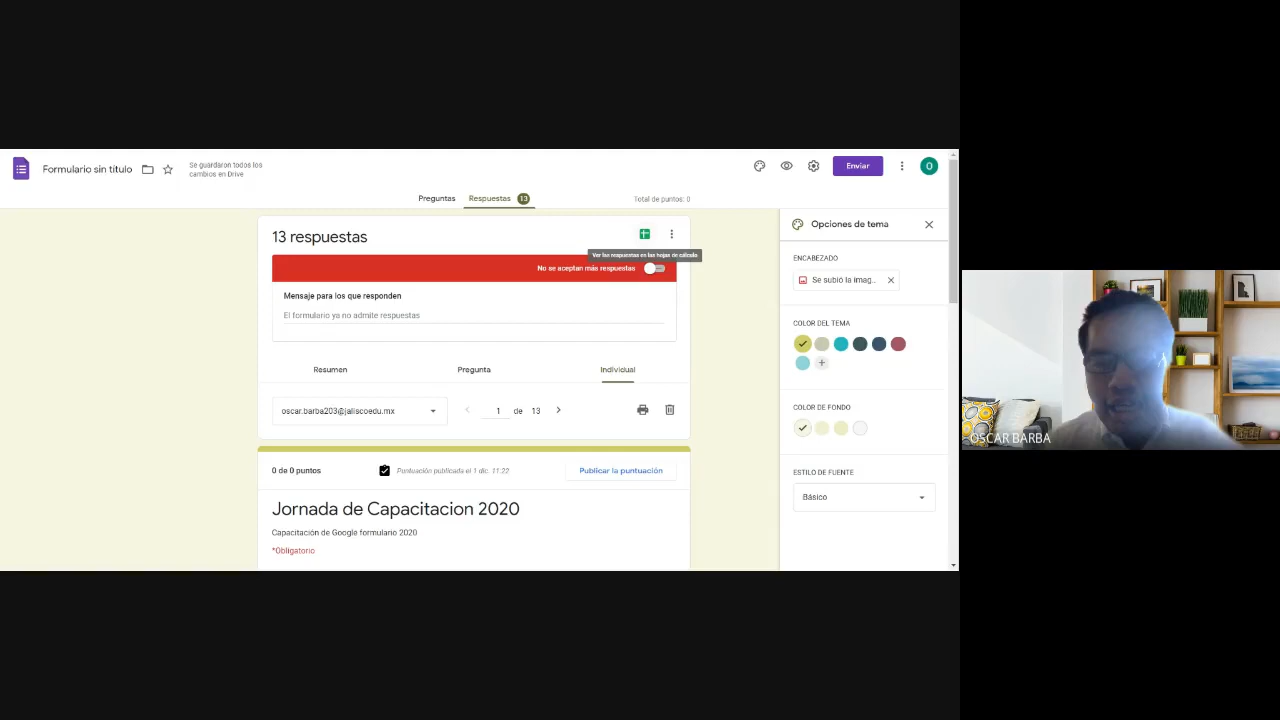 Formulario sin título
Se guardaron todos los
cambios en Drive
Enviar
O
Preguntas
Respuestas 13
Total de puntos: 0
13 respuestas
Ver las respuestas en las hojas de cálculo
No se aceptan más respuestas
Mensaje para los que responden
El formulario ya no admite respuestas
Resumen
Pregunta
Individual
oscar.barba203@jaliscoedu.mx
1 de 13
0 de 0 puntos
Puntuación publicada el 1 dic. 11:22
Publicar la puntuación
Jornada de Capacitacion 2020
Capacitación de Google formulario 2020
*Obligatorio
Opciones de tema
ENCABEZADO
Se subió la imag...
COLOR DEL TEMA
COLOR DE FONDO
ESTILO DE FUENTE
Básico
OSCAR BARBA